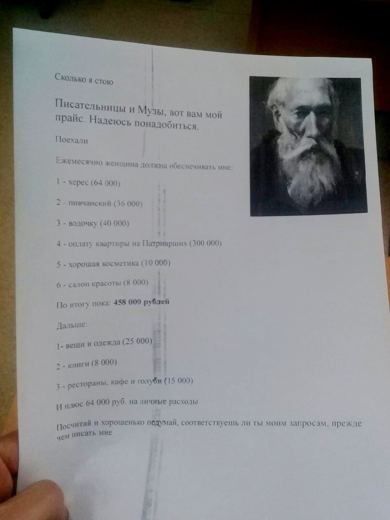 Сколько я стою
Писательницы и Музы, вот вам мой
прайс. Надеюсь понадобиться.
Поехали
Ежемесячно женщина должна обеспечивать мне:
1 - херес (64 000)
2 - пивчанский (36 000)
3 - водочку (40 000)
4 - оплату квартиры на Патриарших (300 000)
5 - хорошая косметика (10 000)
6 - салон красоты (8 000)
По итогу пока: 458 000 рублей
Дальше:
1- вещи и одежда (25 000)
2 - книги (8 000)
3 - рестораны, кафе и голуби (15 000)
И плюс 64 000 руб. на личные расходы
Посчитай и хорошенько подумай, соответствуешь ли ты моим запросам, прежде
чем писать мне